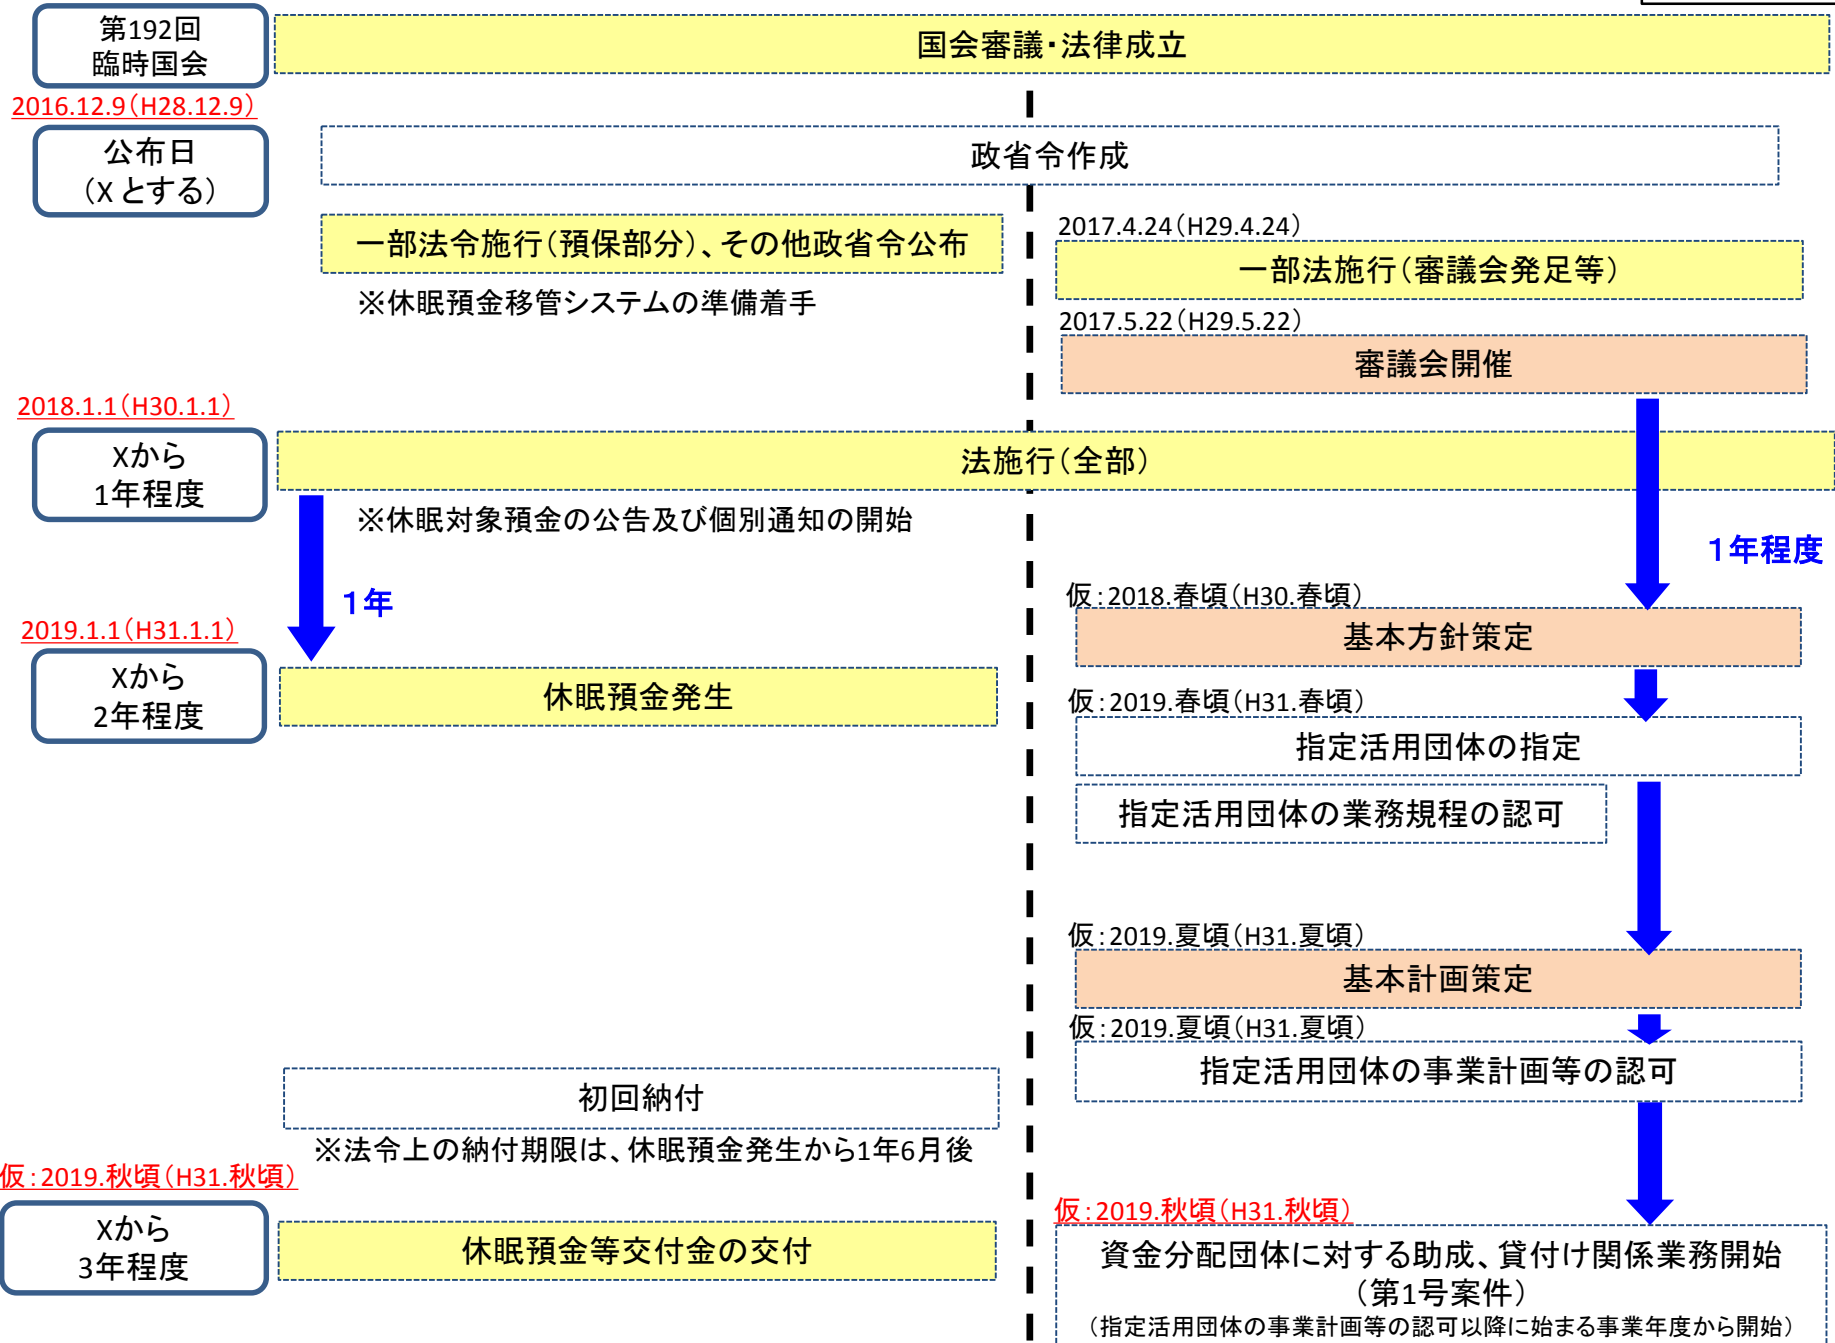 第192回
臨時国会
国会審議・法律成立
2016.12.9(H28.12.9)
公布日
(X とする)
政省令作成
一部法令施行(預保部分)、その他政省令公布
※休眠預金移管システムの準備着手
2017.4.24(H29.4.24)
一部法施行(審議会発足等)
2017.5.22(H29.5.22)
審議会開催
2018.1.1(H30.1.1)
Xから
1年程度
法施行(全部)
※休眠対象預金の公告及び個別通知の開始
1年
1年程度
仮:2018.春頃(H30.春頃)
基本方針策定
2019.1.1(H31.1.1)
Xから
2年程度
休眠預金発生
仮:2019.春頃(H31.春頃)
指定活用団体の指定
指定活用団体の業務規程の認可
仮:2019.夏頃(H31.夏頃)
基本計画策定
仮:2019.夏頃(H31.夏頃)
指定活用団体の事業計画等の認可
初回納付
※法令上の納付期限は、休眠預金発生から1年6月後
仮:2019.秋頃(H31.秋頃)
Xから
3年程度
休眠預金等交付金の交付
仮:2019.秋頃(H31.秋頃)
資金分配団体に対する助成、貸付け関係業務開始
(第1号案件)
(指定活用団体の事業計画等の認可以降に始まる事業年度から開始)